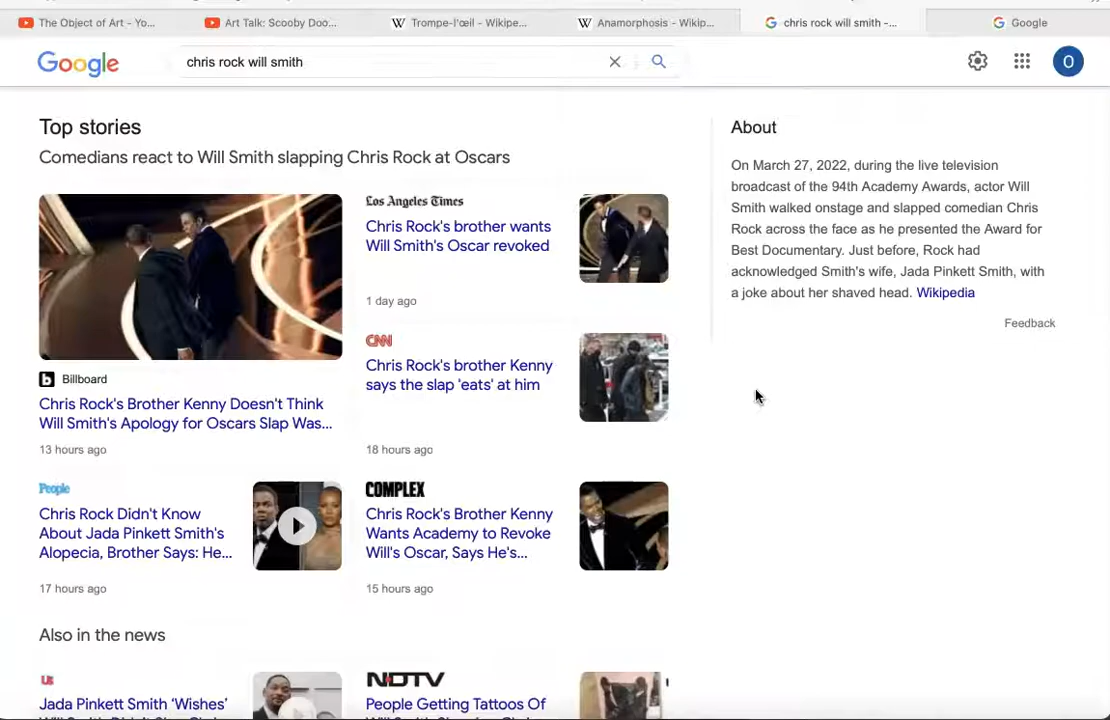 The Object of Art - Yo...
Art Talk: Scooby Doo...
Trompe-l'œil - Wikipe...
Anamorphosis - Wikip...
chris rock will smith -...
Google
Google
chris rock will smith
O
Top stories
Comedians react to Will Smith slapping Chris Rock at Oscars
Billboard
Chris Rock's Brother Kenny Doesn't Think
Will Smith's Apology for Oscars Slap Was...
13 hours ago
Los Angeles Times
Chris Rock's brother wants
Will Smith's Oscar revoked
1 day ago
CNN
Chris Rock's brother Kenny
says the slap 'eats' at him
18 hours ago
People
Chris Rock Didn't Know
About Jada Pinkett Smith's
Alopecia, Brother Says: He...
17 hours ago
COMPLEX
Chris Rock's Brother Kenny
Wants Academy to Revoke
Will's Oscar, Says He's...
15 hours ago
Also in the news
Us
Jada Pinkett Smith 'Wishes'
NDTV
People Getting Tattoos Of
About
On March 27, 2022, during the live television
broadcast of the 94th Academy Awards, actor Will
Smith walked onstage and slapped comedian Chris
Rock across the face as he presented the Award for
Best Documentary. Just before, Rock had
acknowledged Smith's wife, Jada Pinkett Smith, with
a joke about her shaved head. Wikipedia
Feedback